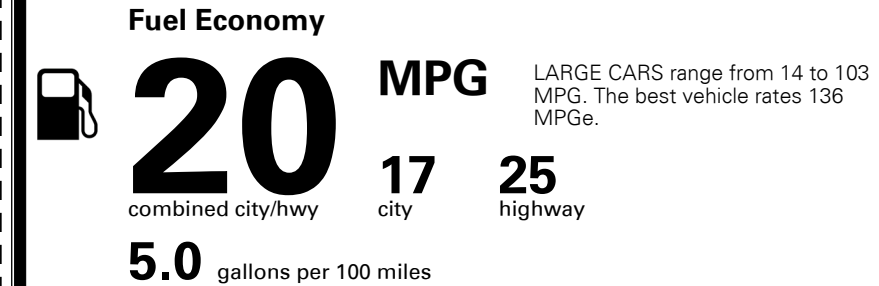 Fuel Economy
20 MPG
LARGE CARS range from 14 to 103
MPG. The best vehicle rates 136
MPGe.
combined city/hwy
17
city
25
highway
5.0 gallons per 100 miles